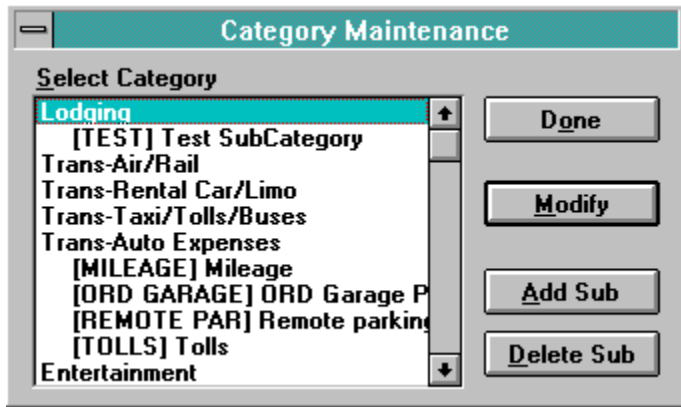 Category Maintenance
Select Category
Lodging
[TEST] Test SubCategory
Trans-Air/Rail
Trans-Rental Car/Limo
Trans-Taxi/Tolls/Buses
Trans-Auto Expenses
[MILEAGE] Mileage
[ORD GARAGE] ORD Garage P
[REMOTE PAR] Remote parking
[TOLLS] Tolls
Entertainment
Done
Modify
Add Sub
Delete Sub